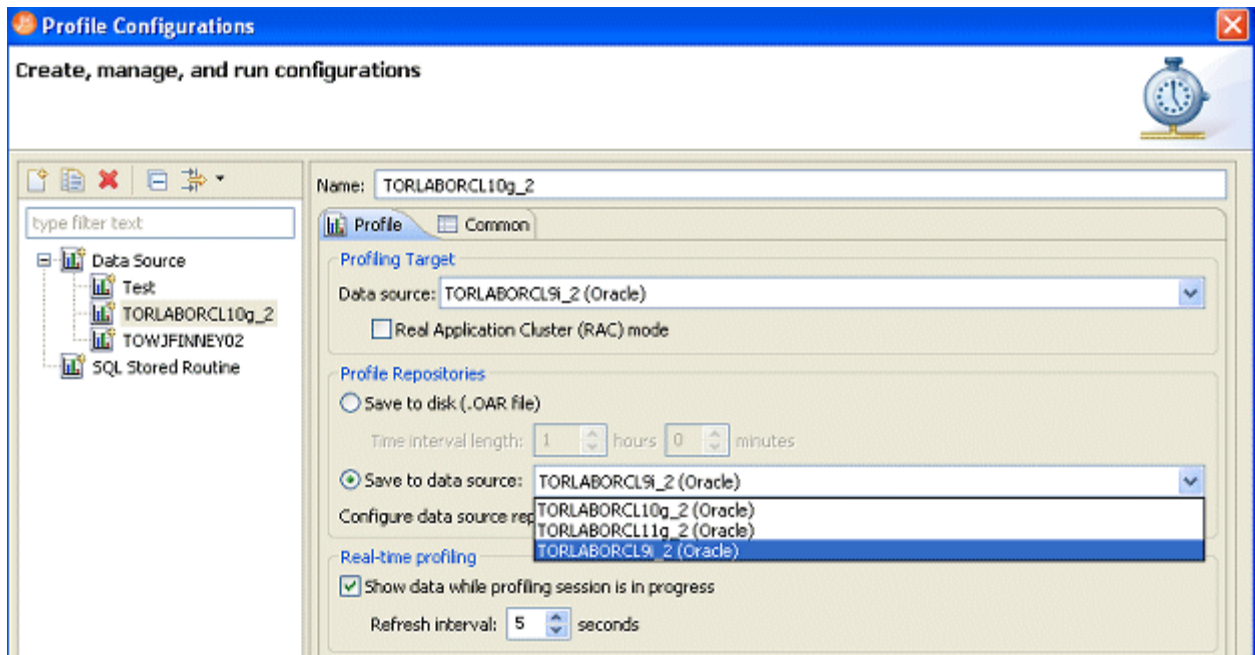 Profile Configurations
Create, manage, and run configurations
type filter text
Data Source
Test
TORLABORCL10g_2
TOWJFINNEY02
SQL Stored Routine
Name: TORLABORCL10g_2
Profile Common
Profiling Target
Data source: TORLABORCL9i_2 (Oracle)
Real Application Cluster (RAC) mode
Profile Repositories
Save to disk (.OAR file)
Time interval length: 1 hours 0 minutes
Save to data source: TORLABORCL9i_2 (Oracle)
TORLABORCL10g_2 (Oracle)
Configure data source rep
TORLABORCL11g_2 (Oracle)
TORLABORCL9i_2 (Oracle)
Real-time profiling
Show data while profiling session is in progress
Refresh interval: 5 seconds